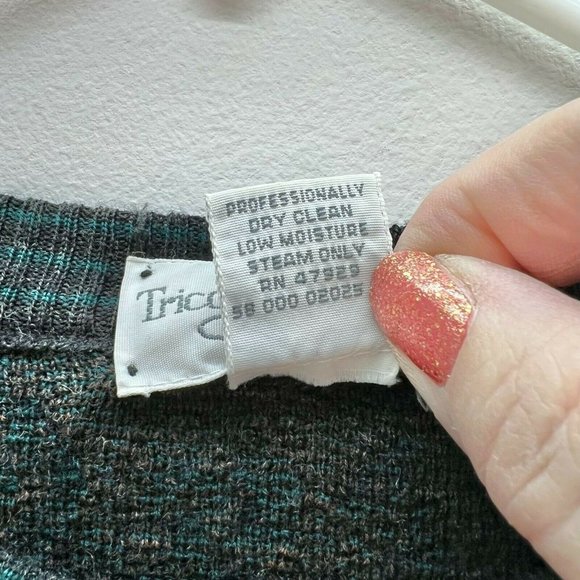 PROFESSIONALLY
DRY CLEAN
LOW MOISTURE
STEAM ONLY
RN 47929
58 000 02025